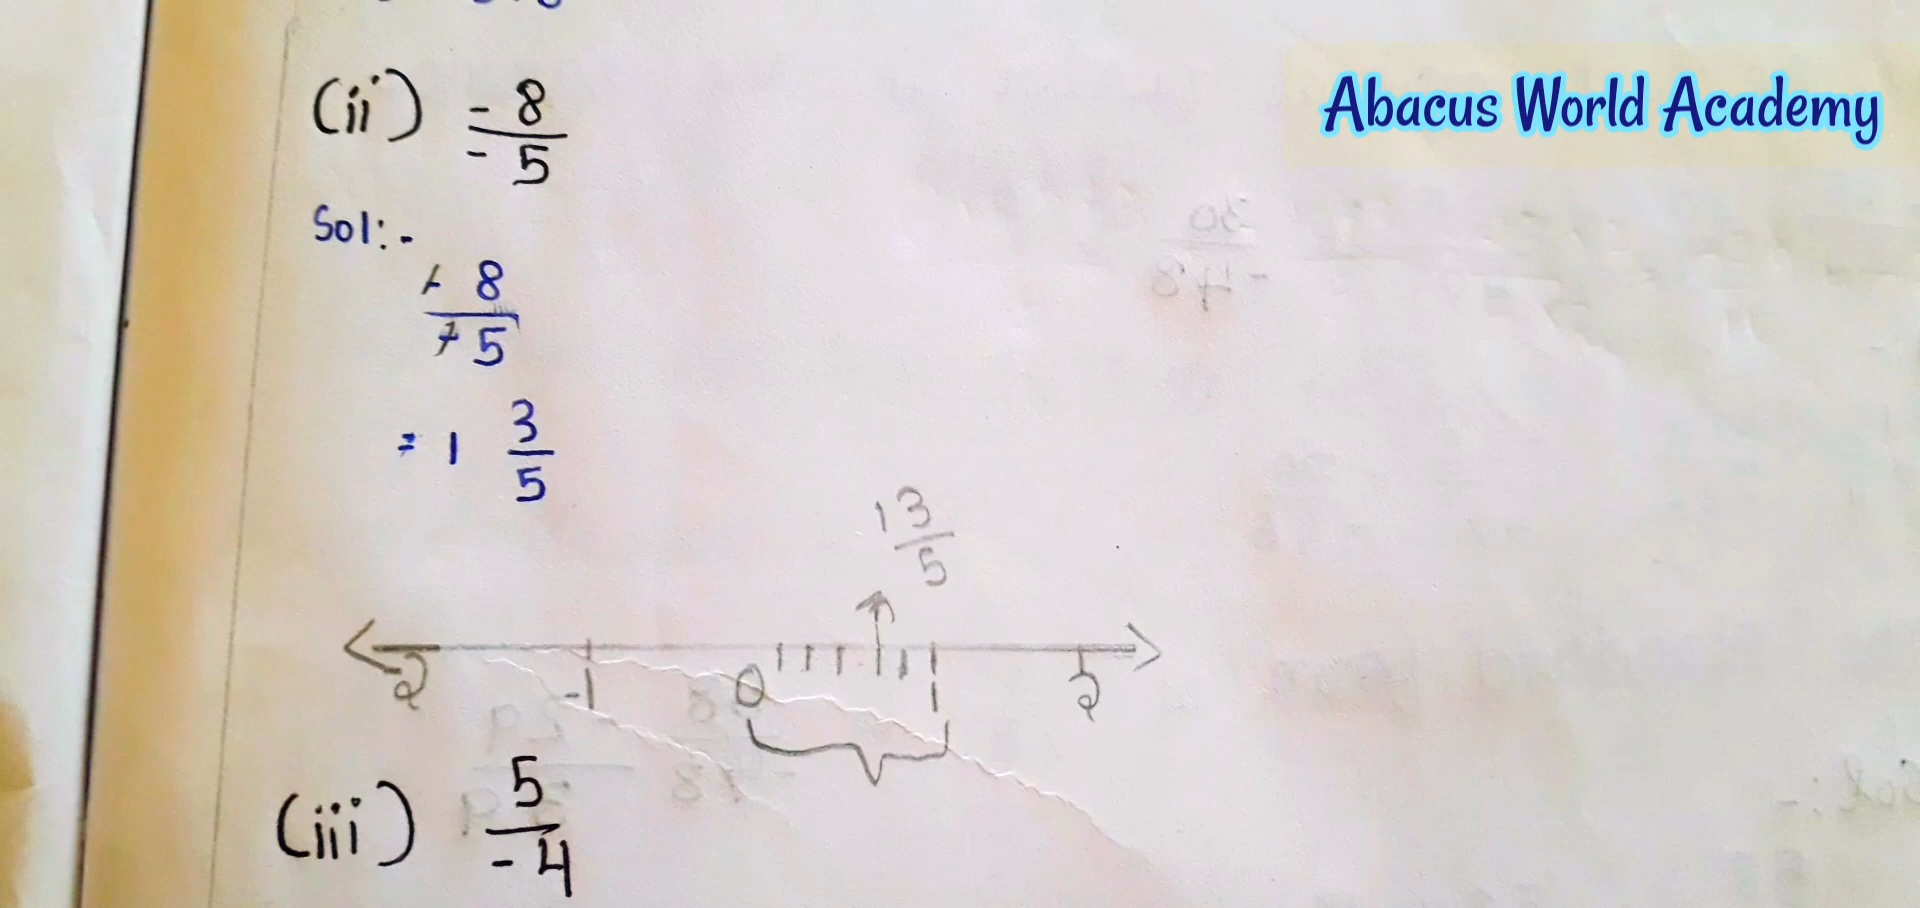 Abacus World Academy
(ii) -8/-5
Sol:-
-8/-5
= 1 3/5
1 3/5
-2 -1 0 1 2
(iii) 5/-4